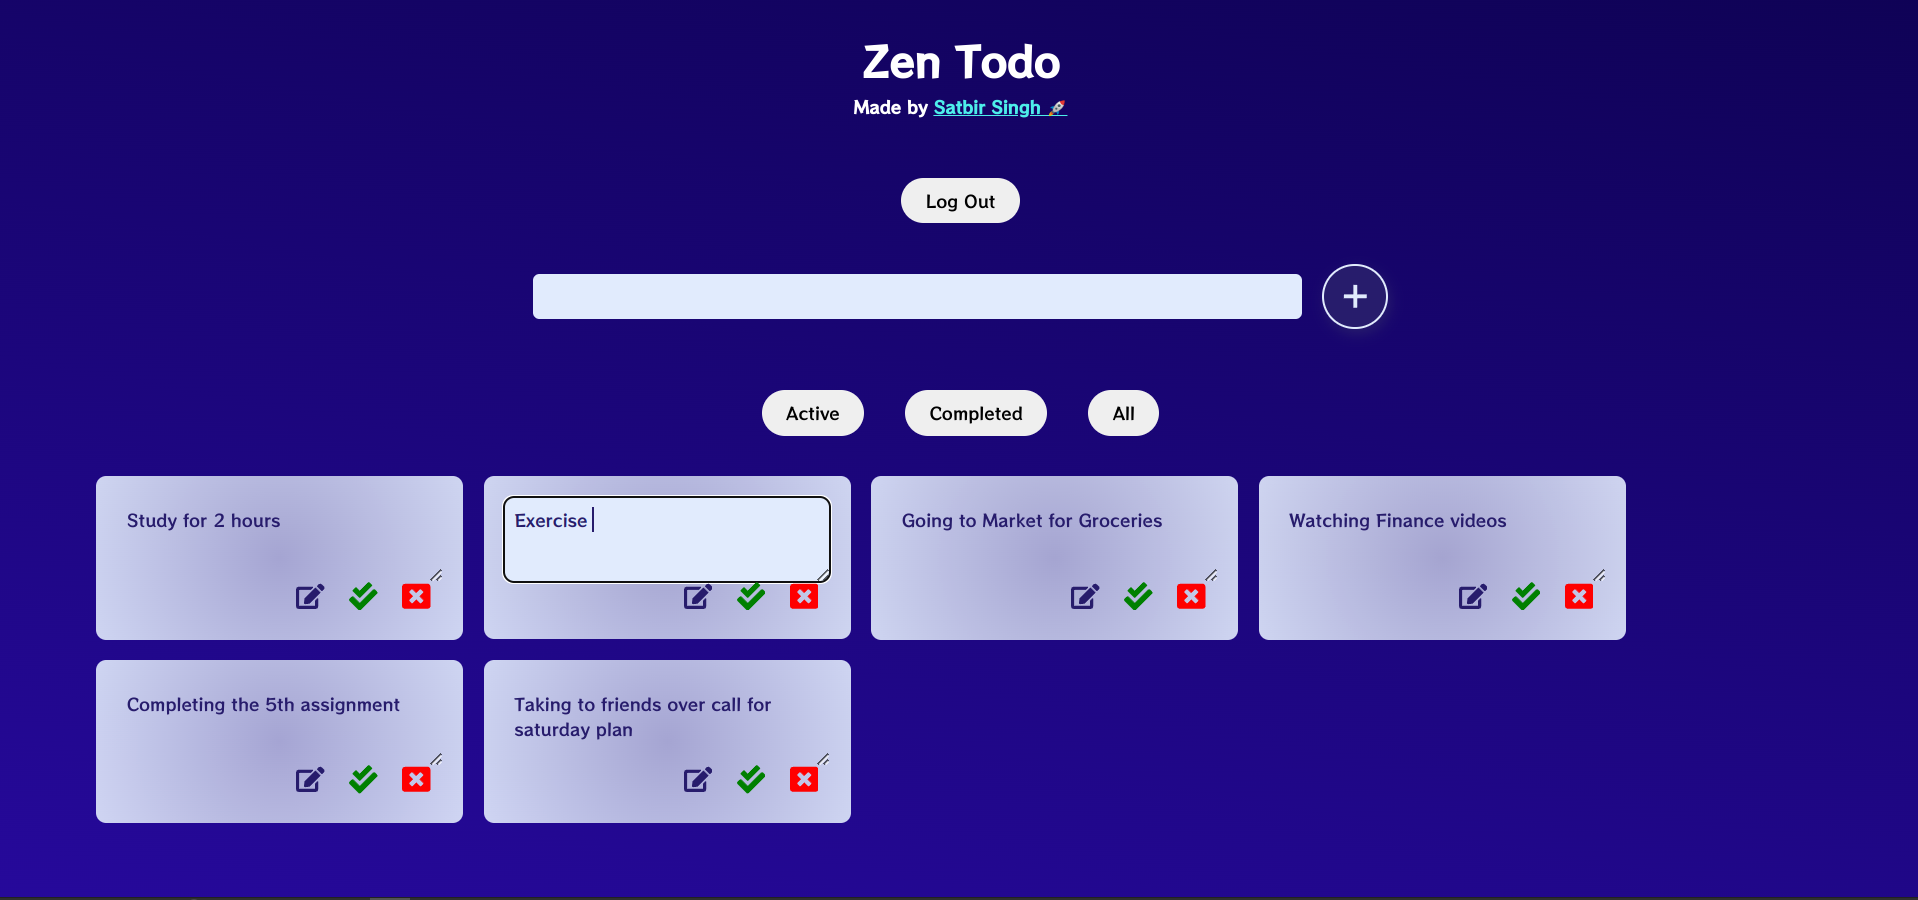 Zen Todo
Made by Satbir Singh 🚀
Log Out
Active
Completed
All
Study for 2 hours
Exercise
Going to Market for Groceries
Watching Finance videos
Completing the 5th assignment
Taking to friends over call for
saturday plan